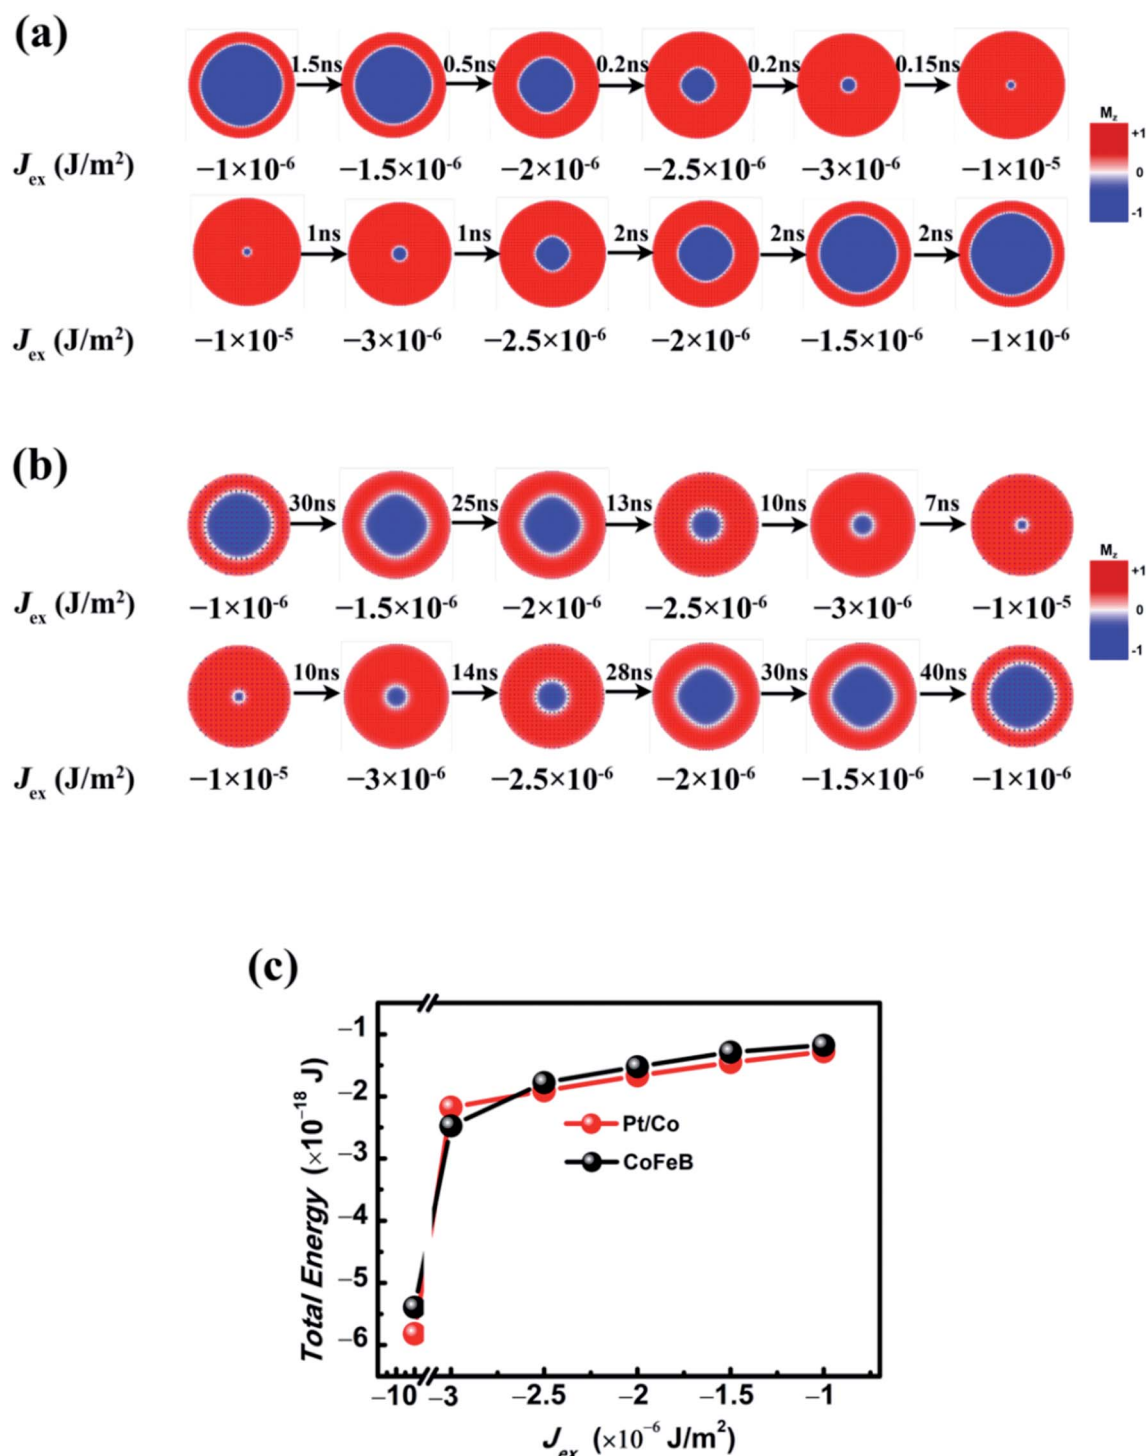 (a)
1.5ns 0.5ns 0.2ns 0.2ns 0.15ns
M_z
+1
0
-1
J_ex (J/m²) −1×10⁻⁶ −1.5×10⁻⁶ −2×10⁻⁶ −2.5×10⁻⁶ −3×10⁻⁶ −1×10⁻⁵
1ns 1ns 2ns 2ns 2ns
J_ex (J/m²) −1×10⁻⁵ −3×10⁻⁶ −2.5×10⁻⁶ −2×10⁻⁶ −1.5×10⁻⁶ −1×10⁻⁶
(b)
30ns 25ns 13ns 10ns 7ns
M_z
+1
0
-1
J_ex (J/m²) −1×10⁻⁶ −1.5×10⁻⁶ −2×10⁻⁶ −2.5×10⁻⁶ −3×10⁻⁶ −1×10⁻⁵
10ns 14ns 28ns 30ns 40ns
J_ex (J/m²) −1×10⁻⁵ −3×10⁻⁶ −2.5×10⁻⁶ −2×10⁻⁶ −1.5×10⁻⁶ −1×10⁻⁶
(c)
Total Energy (×10⁻¹⁸ J)
−1
−2
−3
−4
−5
−6
Pt/Co
CoFeB
−10 −3 −2.5 −2 −1.5 −1
J_ex (×10⁻⁶ J/m²)